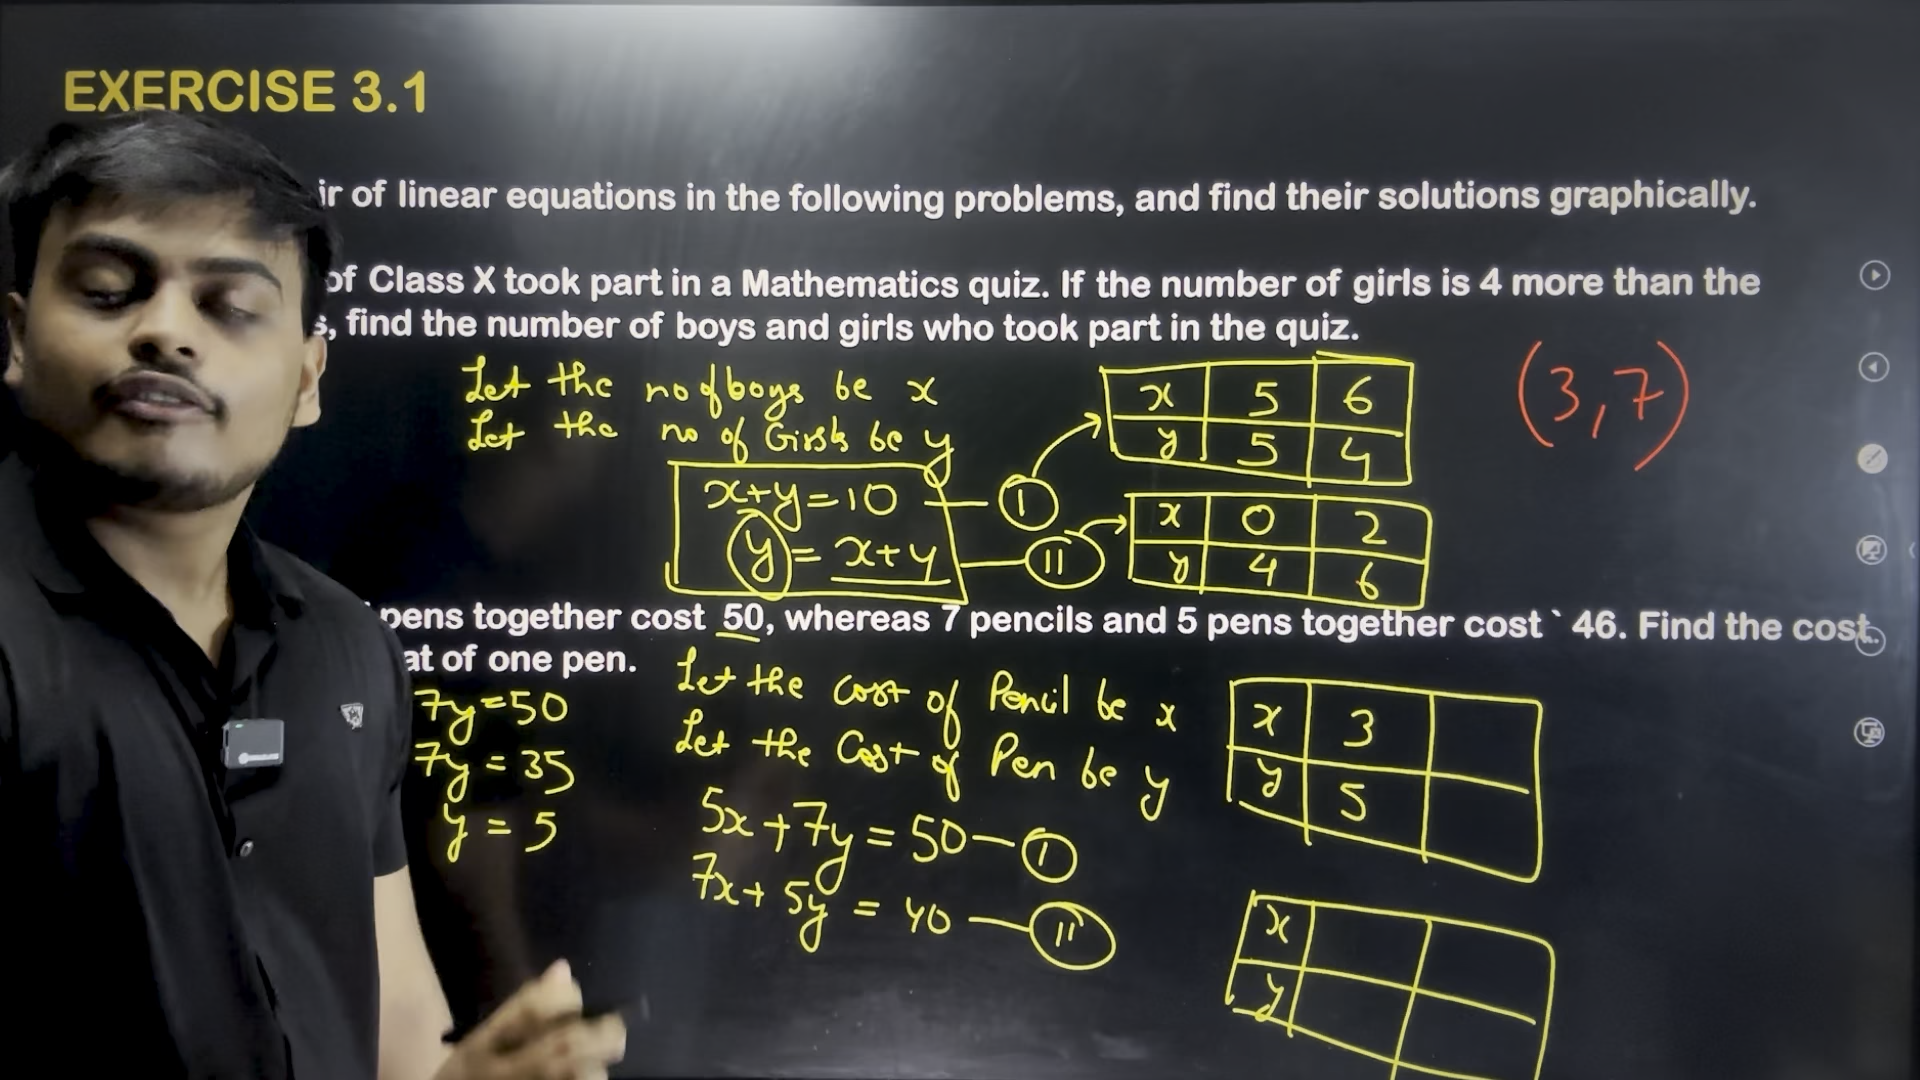 EXERCISE 3.1
ir of linear equations in the following problems, and find their solutions graphically.
of Class X took part in a Mathematics quiz. If the number of girls is 4 more than the
s, find the number of boys and girls who took part in the quiz.
Let the no of boys be x
Let the no of Girls be y
x+y=10 — I
y = x+4 — II
x 5 6
y 5 4
x 0 2
y 4 6
(3,7)
pens together cost 50, whereas 7 pencils and 5 pens together cost ` 46. Find the cost
at of one pen.
7y=50
7y = 35
y = 5
Let the cost of Pencil be x
Let the Cost of Pen be y
5x+7y=50 — I
7x+5y = 40 — II
x 3
y 5
x
y